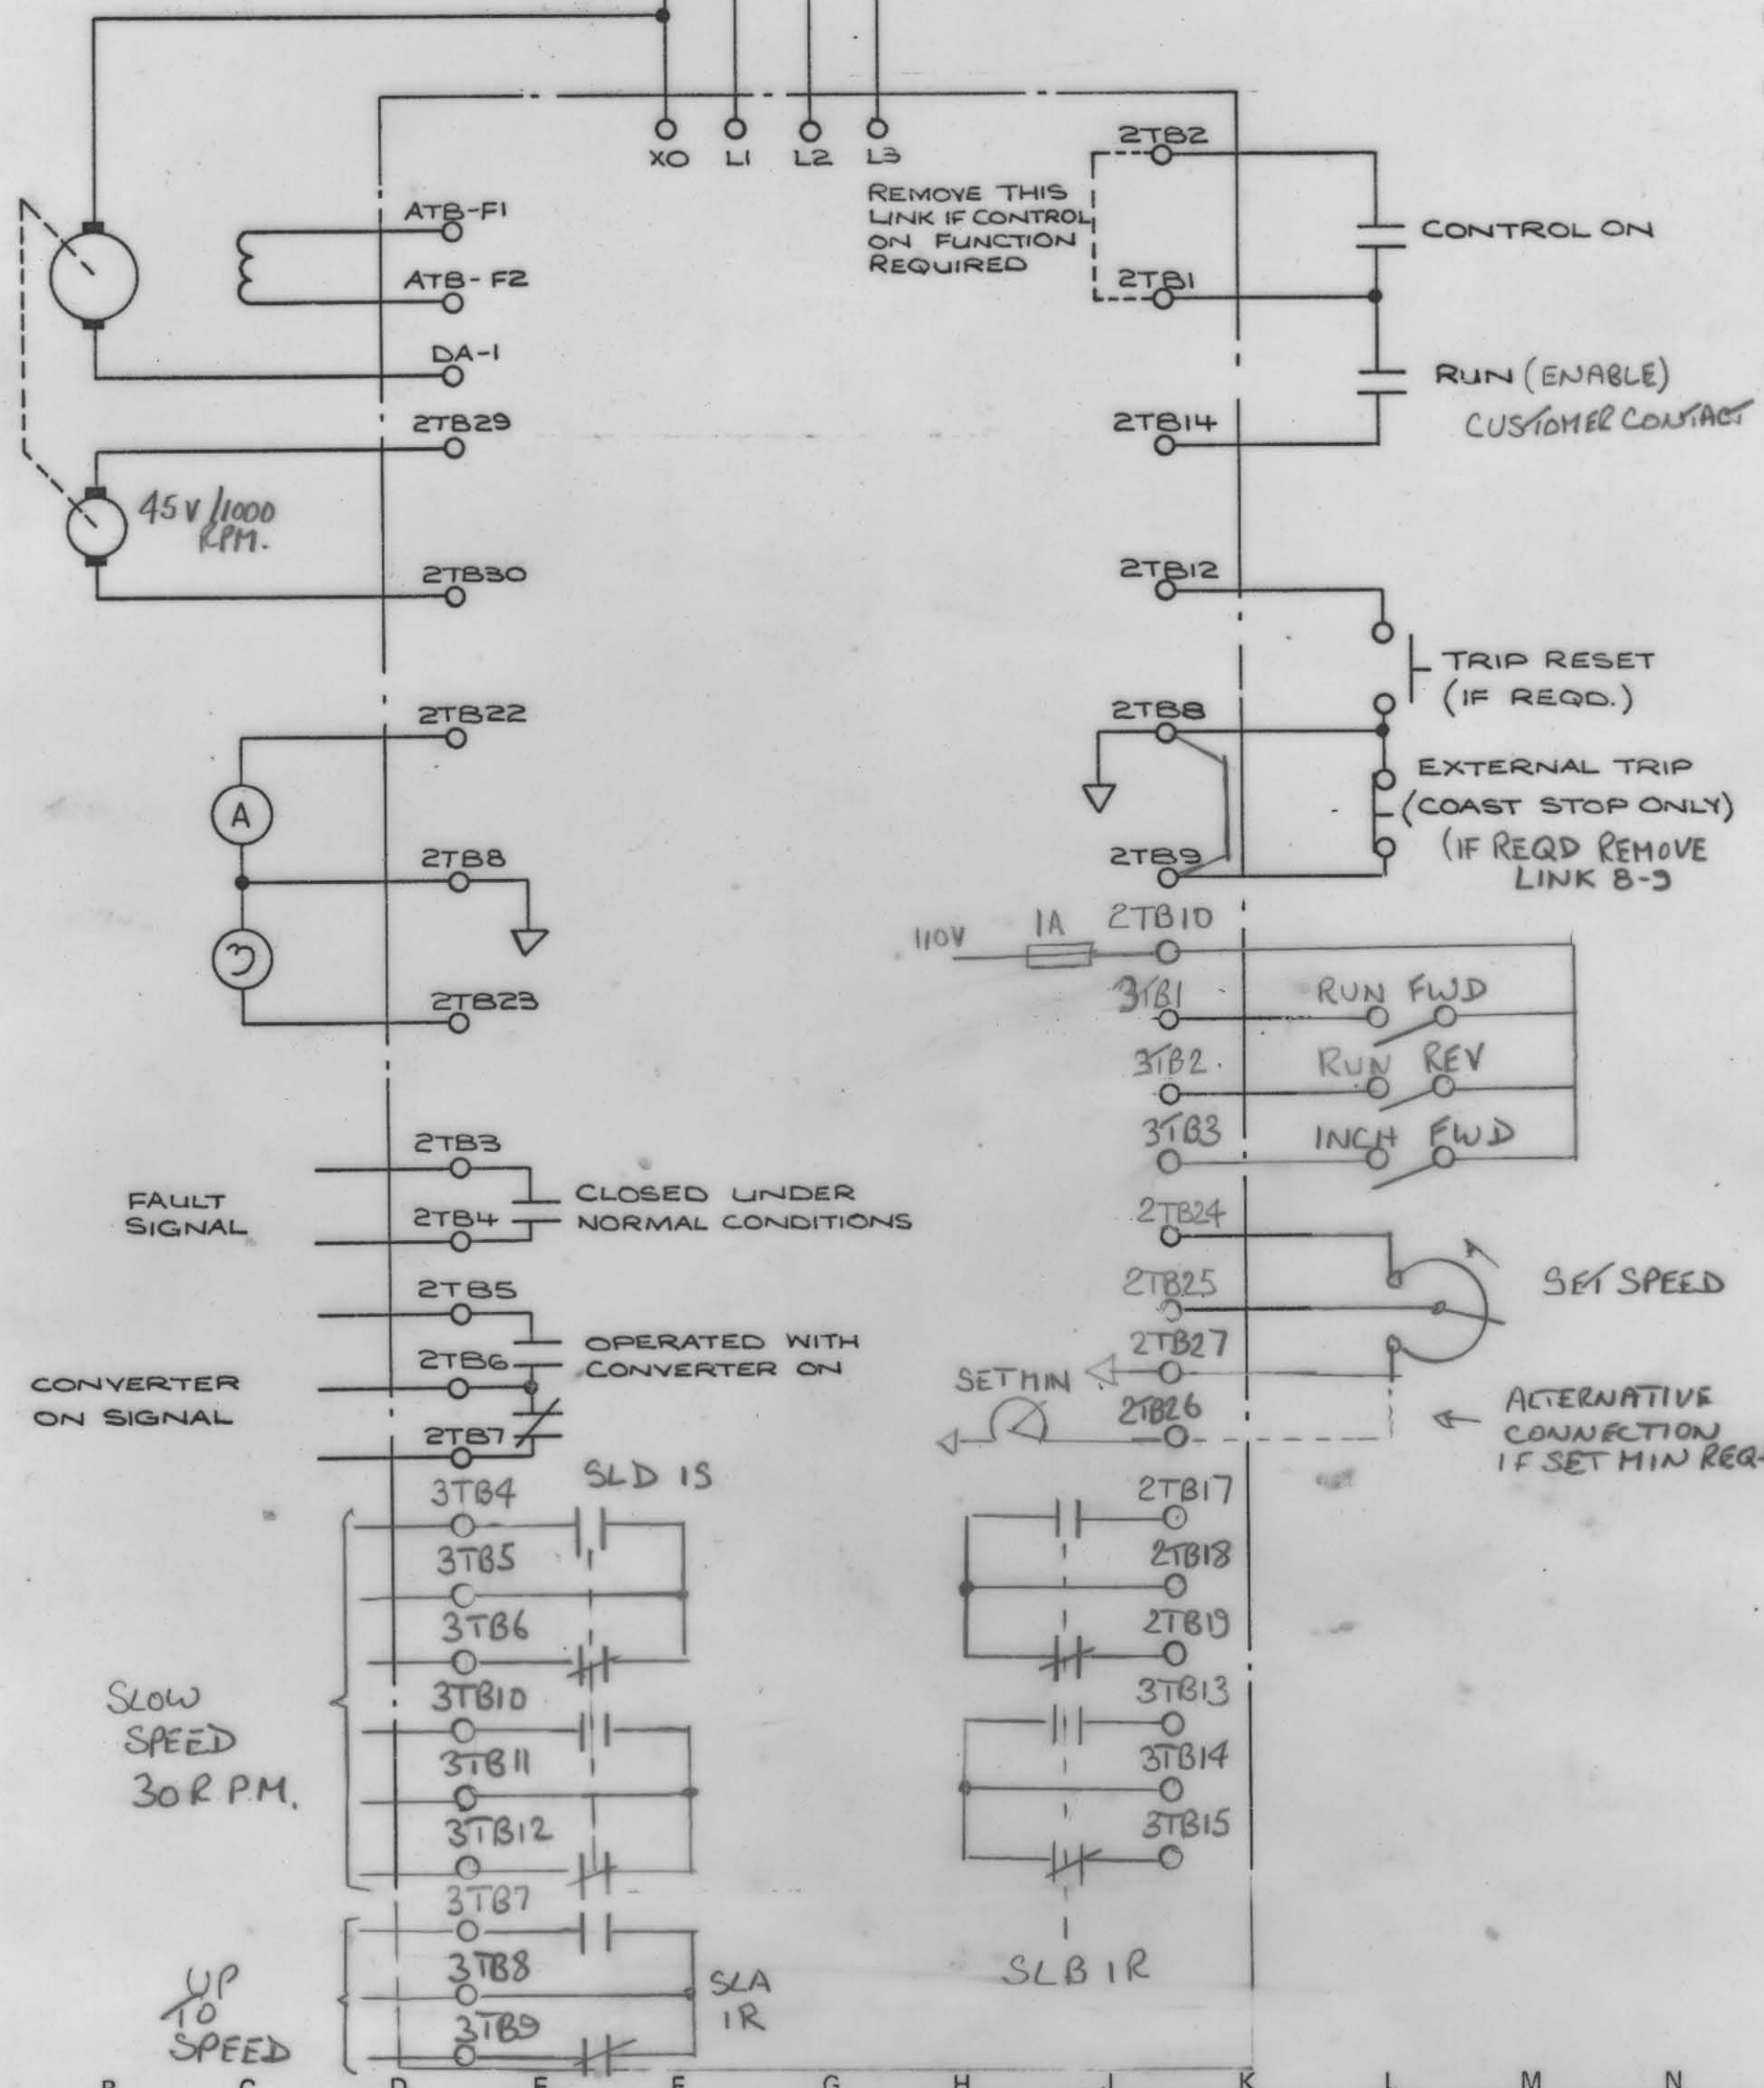 XO L1 L2 L3
ATB-F1
ATB-F2
DA-1
2TB29
45V/1000
RPM.
2TB30
2TB22
A
2TB8
2TB23
FAULT
SIGNAL
2TB3
2TB4
CLOSED UNDER
NORMAL CONDITIONS
CONVERTER
ON SIGNAL
2TB5
2TB6
2TB7
OPERATED WITH
CONVERTER ON
SLD 1S
SLOW
SPEED
30 R.P.M.
3TB4
3TB5
3TB6
3TB10
3TB11
3TB12
UP
TO
SPEED
3TB7
3TB8
3TB9
SLA
1R
REMOVE THIS
LINK IF CONTROL
ON FUNCTION
REQUIRED
2TB2
2TB1
CONTROL ON
RUN (ENABLE)
CUSTOMER CONTACT
2TB14
2TB12
TRIP RESET
(IF REQD.)
2TB8
2TB9
EXTERNAL TRIP
(COAST STOP ONLY)
(IF REQD REMOVE
LINK 8-9
110V 1A 2TB10
3TB1 RUN FWD
3TB2. RUN REV
3TB3 INCH FWD
2TB24
2TB25
2TB27
SET SPEED
SET MIN
2TB26
ALTERNATIVE
CONNECTION
IF SET MIN REQ
2TB17
2TB18
2TB19
3TB13
3TB14
3TB15
SLB 1R
B C D E F G H J K L M N